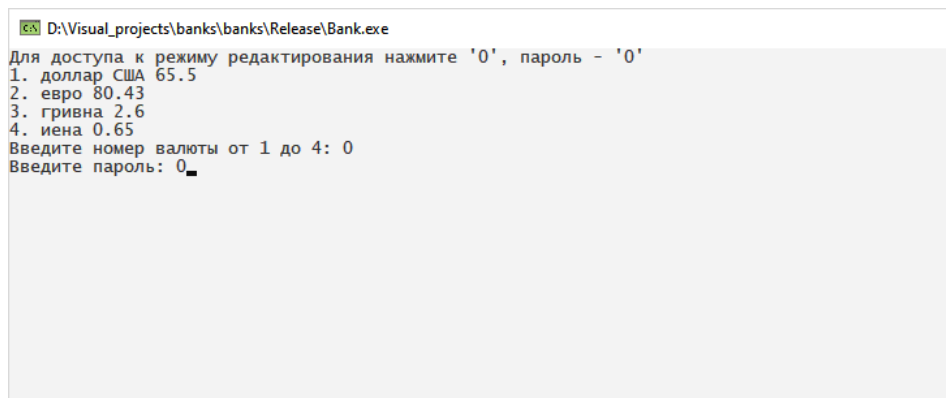 D:\Visual_projects\banks\banks\Release\Bank.exe
Для доступа к режиму редактирования нажмите '0', пароль - '0'
1. доллар США 65.5
2. евро 80.43
3. гривна 2.6
4. иена 0.65
Введите номер валюты от 1 до 4: 0
Введите пароль: 0